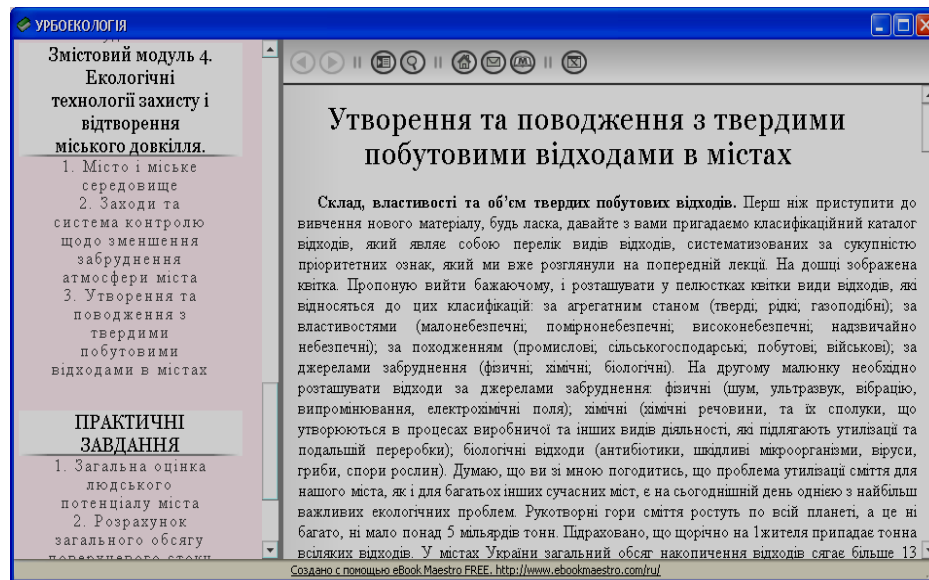 УРБОЕКОЛОГІЯ
Змістовий модуль 4.
Екологічні
технології захисту і
відтворення
міського довкілля.
1. Місто і міське
середовище
2. Заходи та
система контролю
щодо зменшення
забруднення
атмосфери міста
3. Утворення та
поводження з
твердими
побутовими
відходами в містах
ПРАКТИЧНІ
ЗАВДАННЯ
1. Загальна оцінка
людського
потенціалу міста
2. Розрахунок
загального обсягу
поверхневого стоку
Утворення та поводження з твердими
побутовими відходами в містах
Склад, властивості та об’єм твердих побутових відходів. Перш ніж приступити до
вивчення нового матеріалу, будь ласка, давайте з вами пригадаємо класифікаційний каталог
відходів, який являє собою перелік видів відходів, систематизованих за сукупністю
пріоритетних ознак, який ми вже розглянули на попередній лекції. На дошці зображена
квітка. Пропоную вийти бажаючому, і розташувати у пелюстках квітки види відходів, які
відносяться до цих класифікацій: за агрегатним станом (тверді; рідкі; газоподібні); за
властивостями (малонебезпечні; помірнонебезпечні; високонебезпечні; надзвичайно
небезпечні); за походженням (промислові; сільськогосподарські; побутові; військові); за
джерелами забруднення (фізичні; хімічні; біологічні). На другому малюнку необхідно
розташувати відходи за джерелами забруднення: фізичні (шум, ультразвук, вібрацію,
випромінювання, електрохімічні поля); хімічні (хімічні речовини, та їх сполуки, що
утворюються в процесах виробничої та інших видів діяльності, які підлягають утилізації та
подальшій переробки); біологічні відходи (антибіотики, шкідливі мікроорганізми, віруси,
гриби, спори рослин). Думаю, що ви зі мною погодитись, що проблема утилізації сміття для
нашого міста, як і для багатьох інших сучасних міст, є на сьогоднішній день однією з найбільш
важливих екологічних проблем. Рукотворні гори сміття ростуть по всій планеті, а це ні
багато, ні мало понад 5 мільярдів тонн. Підраховано, що щорічно на 1жителя припадає тонна
всіляких відходів. У містах України загальний обсяг накопичення відходів сягає більше 13
Создано с помощью eBook Maestro FREE. http://www.ebookmaestro.com/ru/